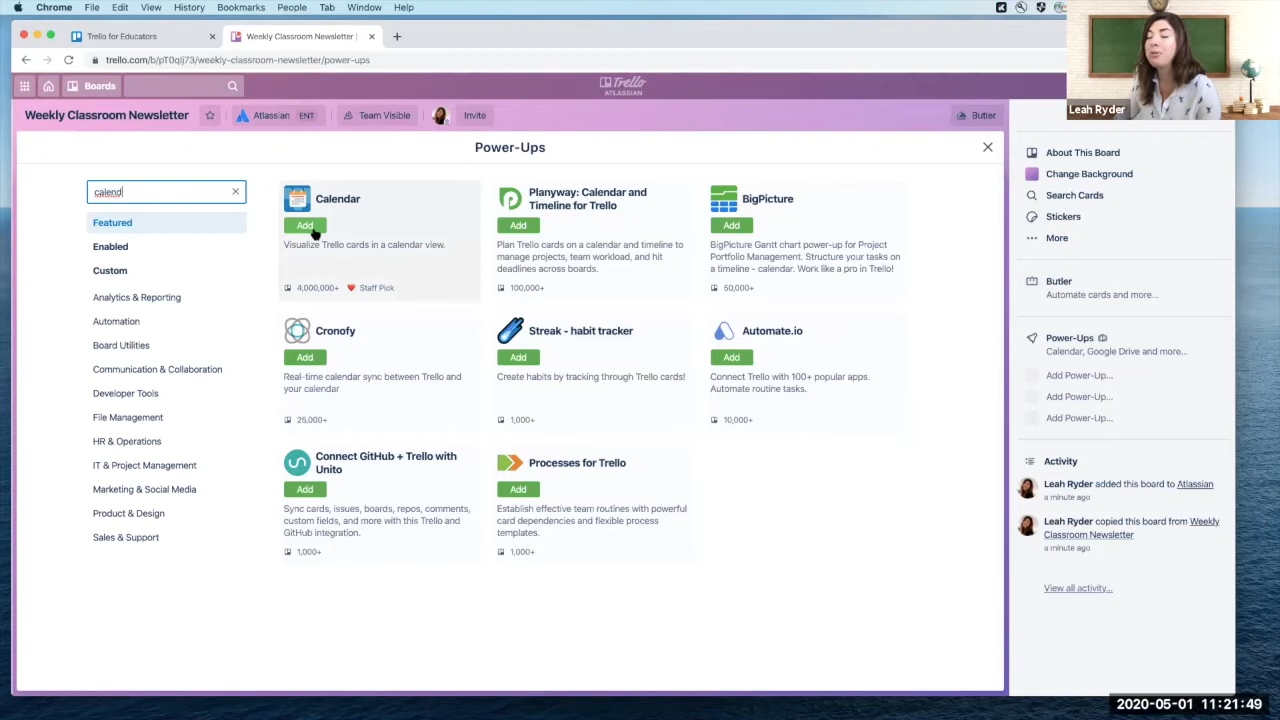 Chrome File Edit View History Bookmarks People Tab Window Help
Trello for Educators
Weekly Classroom Newsletter |
trello.com/b/pT0qlj73/weekly-classroom-newsletter/power-ups
Boards
Trello
ATLASSIAN
Leah Ryder
Weekly Classroom Newsletter
Atlassian ENT
Team Visible
Invite
Butler
Power-Ups
calend
Featured
Enabled
Custom
Analytics & Reporting
Automation
Board Utilities
Communication & Collaboration
Developer Tools
File Management
HR & Operations
IT & Project Management
Marketing & Social Media
Product & Design
Sales & Support
Calendar
Add
Visualize Trello cards in a calendar view.
4,000,000+ Staff Pick
Planyway: Calendar and
Timeline for Trello
Add
Plan Trello cards on a calendar and timeline to
manage projects, team workload, and hit
deadlines across boards.
100,000+
BigPicture
Add
BigPicture Gantt chart power-up for Project
Portfolio Management. Structure your tasks on
a timeline - calendar. Work like a pro in Trello!
50,000+
Cronofy
Add
Real-time calendar sync between Trello and
your calendar
25,000+
Streak - habit tracker
Add
Create habits by tracking through Trello cards!
1,000+
Automate.io
Add
Connect Trello with 100+ popular apps.
Automate routine tasks.
10,000+
Connect GitHub + Trello with
Unito
Add
Sync cards, issues, boards, repos, comments,
custom fields, and more with this Trello and
GitHub integration.
1,000+
Processes for Trello
Add
Establish effective team routines with powerful
card dependencies and flexible process
templates.
1,000+
About This Board
Change Background
Search Cards
Stickers
More
Butler
Automate cards and more...
Power-Ups
Calendar, Google Drive and more...
Add Power-Up...
Add Power-Up...
Add Power-Up...
Activity
Leah Ryder added this board to Atlassian
a minute ago
Leah Ryder copied this board from Weekly
Classroom Newsletter
a minute ago
View all activity...
2020-05-01 11:21:49